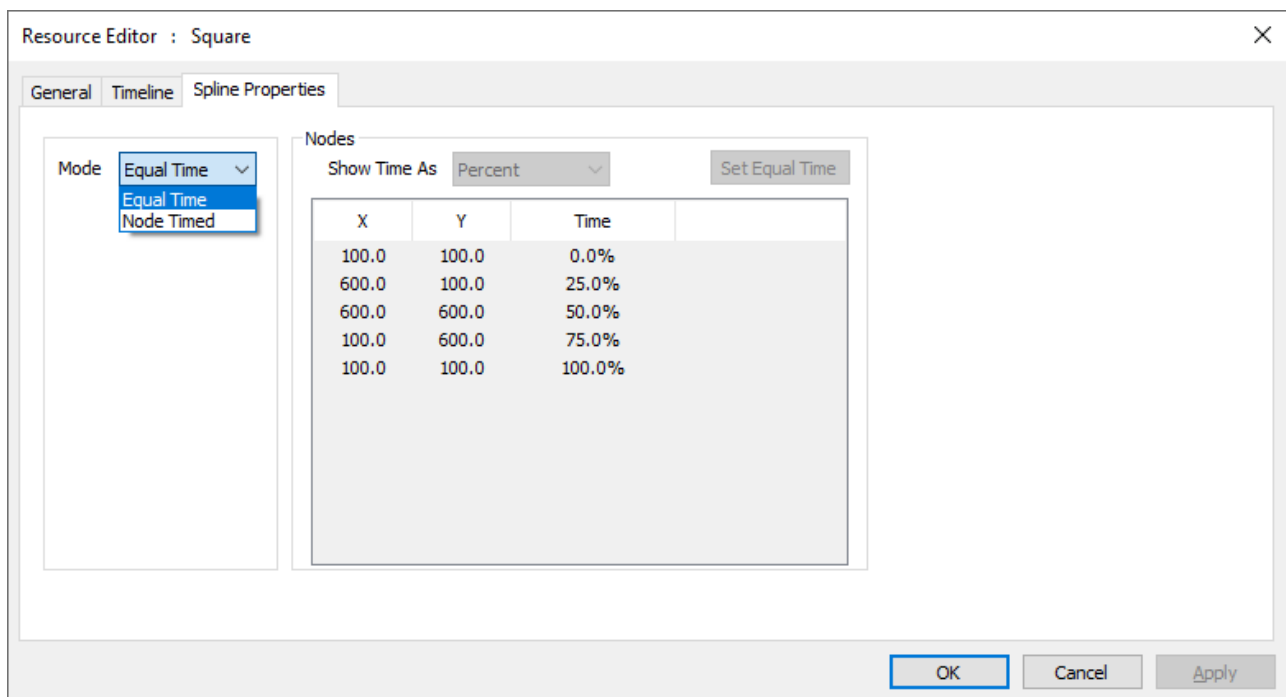 Resource Editor : Square
General Timeline Spline Properties
Mode Equal Time
Equal Time
Node Timed
Nodes
Show Time As Percent Set Equal Time
X Y Time
100.0 100.0 0.0%
600.0 100.0 25.0%
600.0 600.0 50.0%
100.0 600.0 75.0%
100.0 100.0 100.0%
OK Cancel Apply